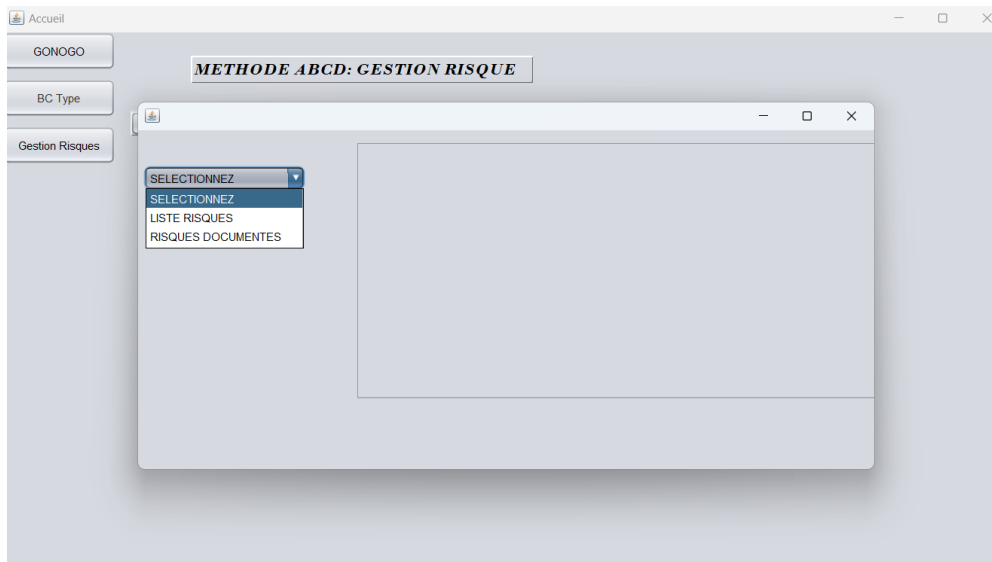 Accueil
GONOGO
METHODE ABCD: GESTION RISQUE
BC Type
Gestion Risques
SELECTIONNEZ
SELECTIONNEZ
LISTE RISQUES
RISQUES DOCUMENTES